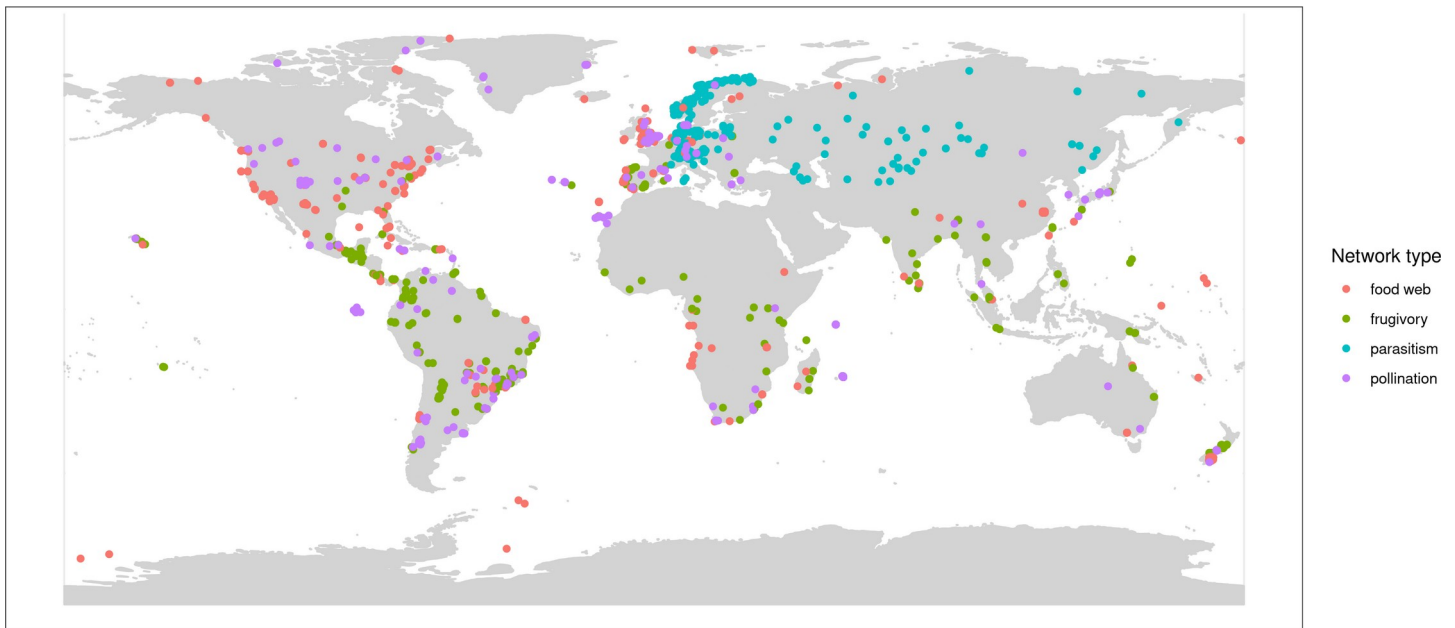 Network type
food web
frugivory
parasitism
pollination